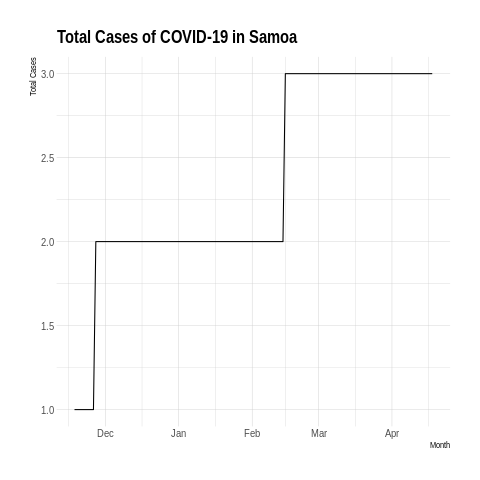 Total Cases of COVID-19 in Samoa
Total Cases
3.0
2.5
2.0
1.5
1.0
Dec Jan Feb Mar Apr
Month